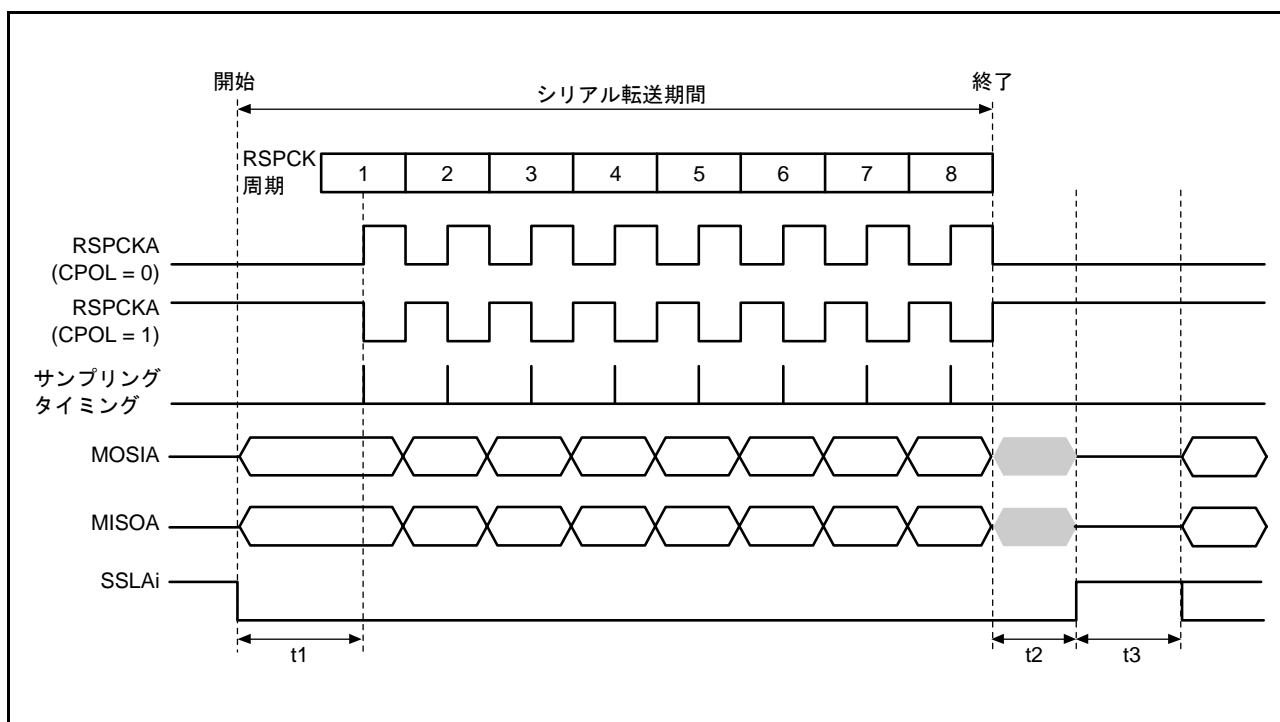 開始
終了
シリアル転送期間
RSPCK
周期
1 2 3 4 5 6 7 8
RSPCKA
(CPOL = 0)
RSPCKA
(CPOL = 1)
サンプリング
タイミング
MOSIA
MISOA
SSLAi
t1
t2
t3